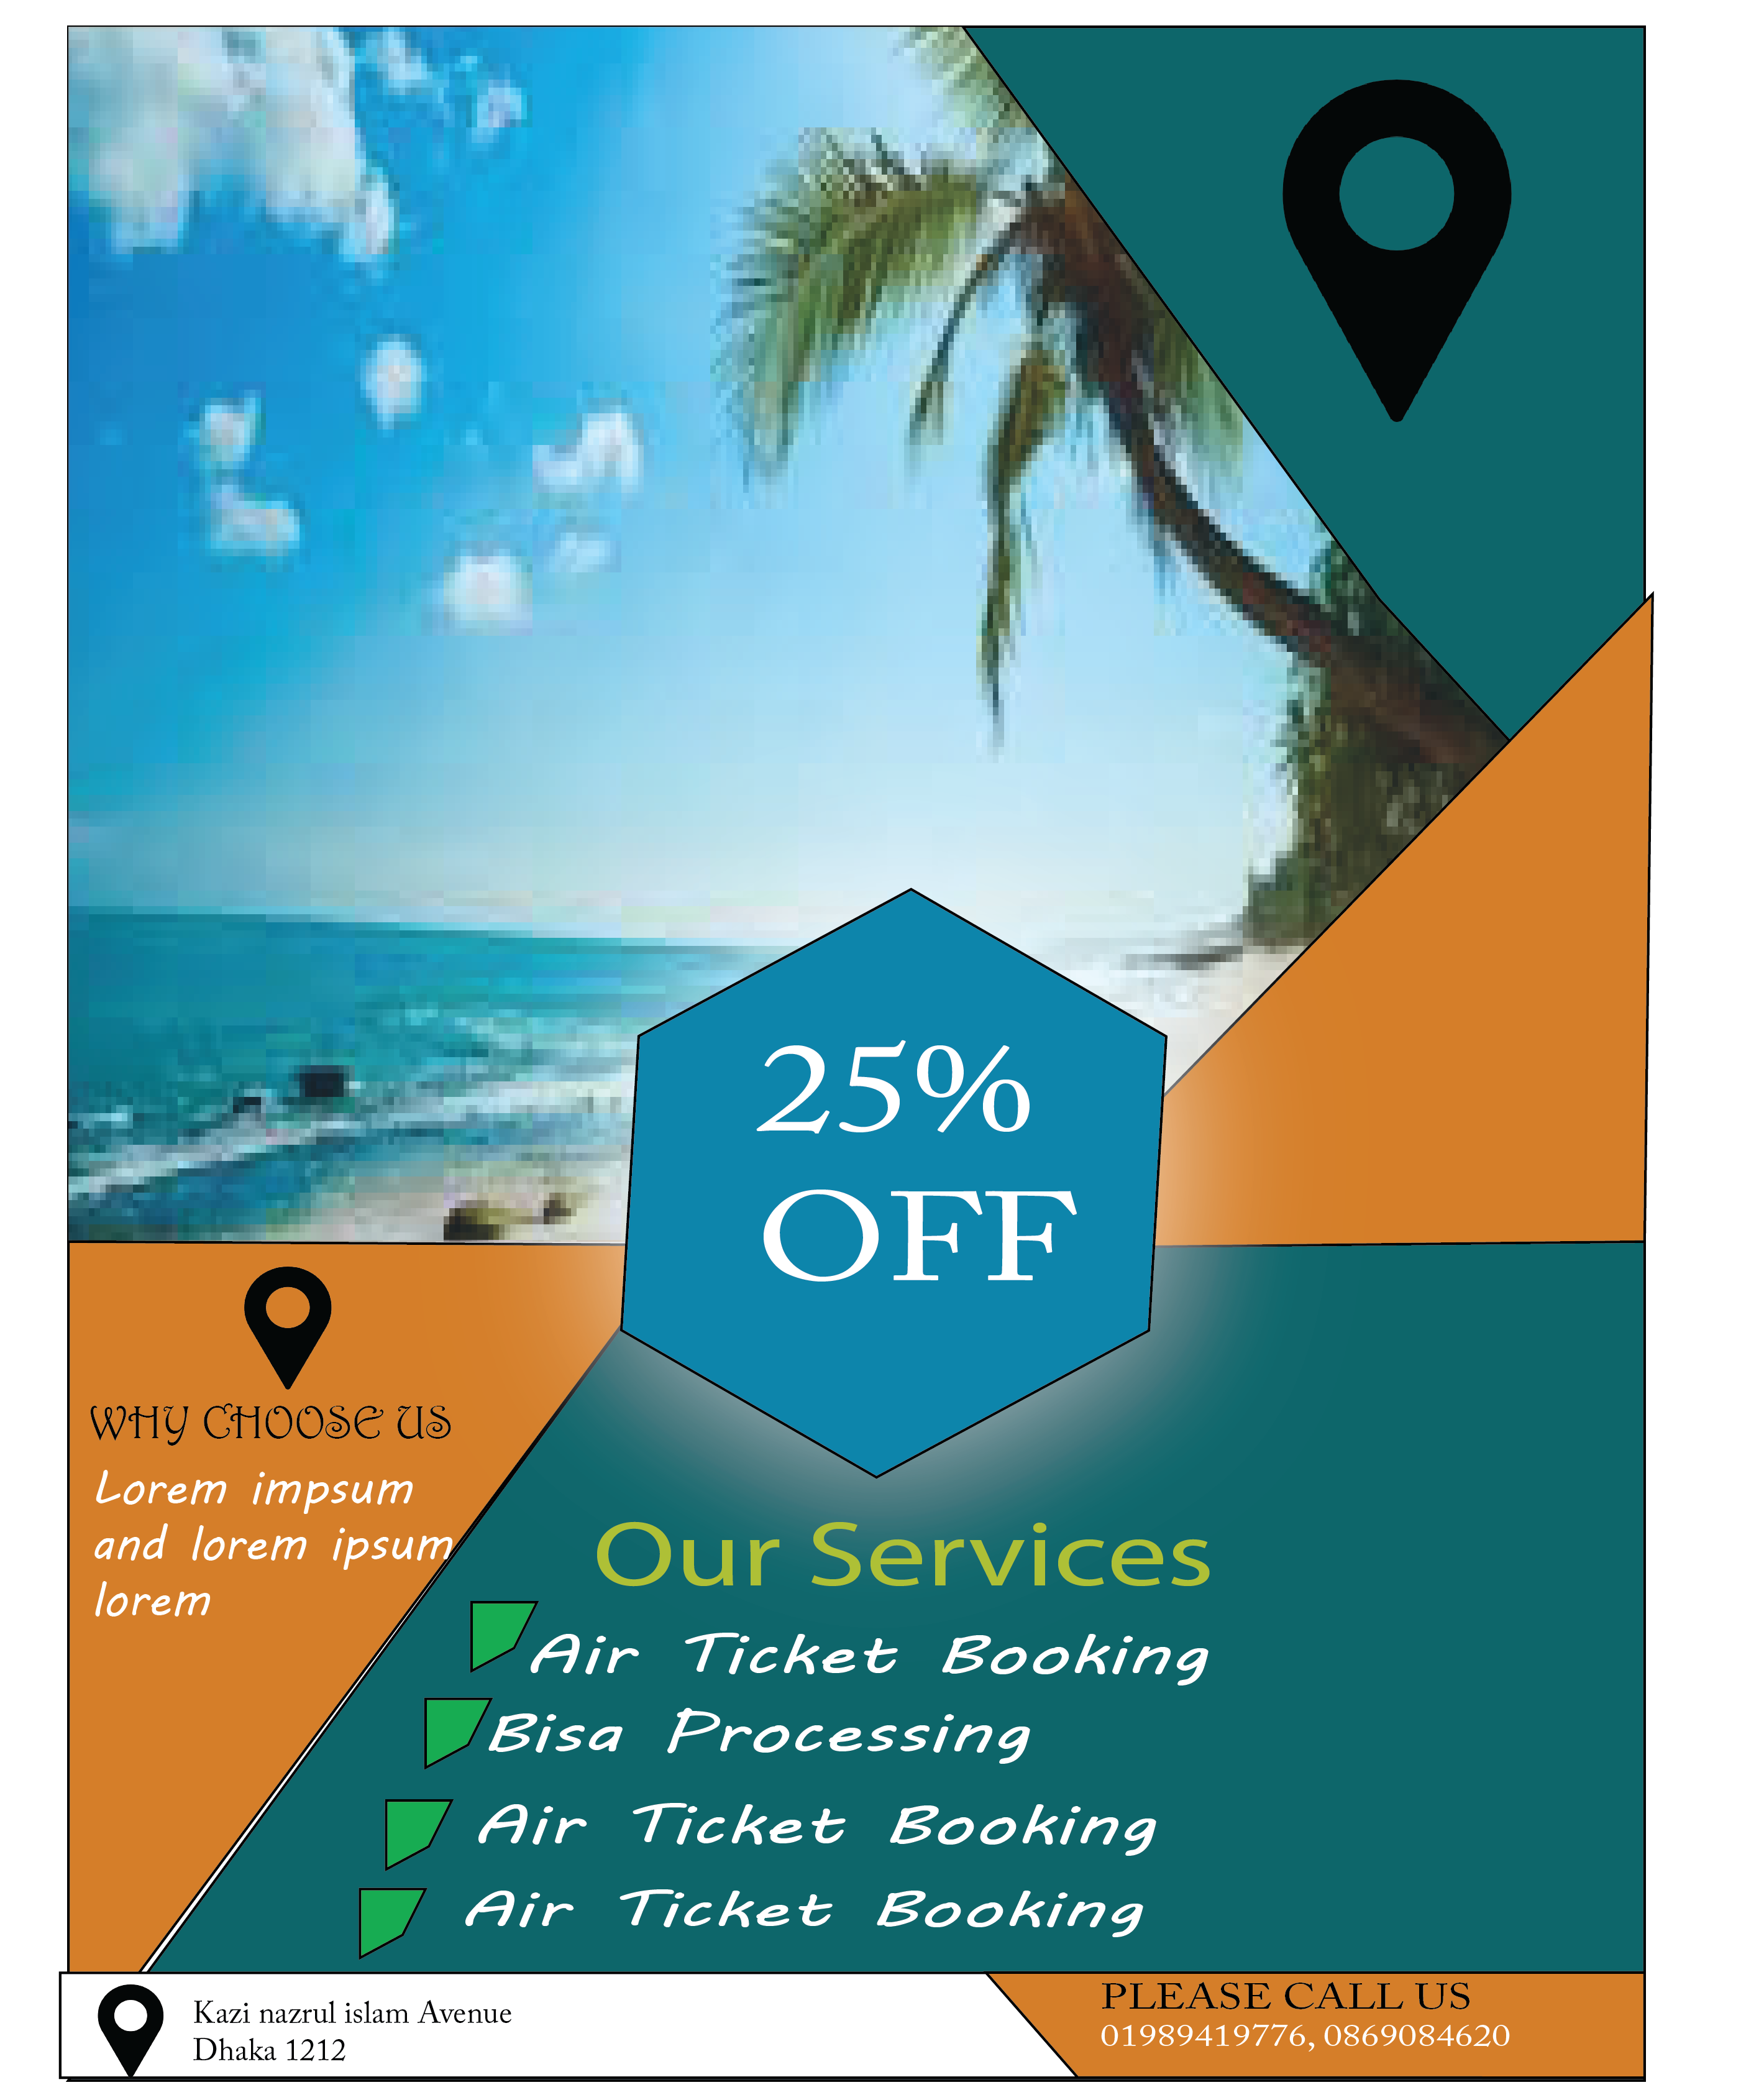 25%
OFF
WHY CHOOSE US
Lorem impsum
and lorem ipsum
lorem
Our Services
Air Ticket Booking
Bisa Processing
Air Ticket Booking
Air Ticket Booking
Kazi nazrul islam Avenue
Dhaka 1212
PLEASE CALL US
01989419776, 0869084620